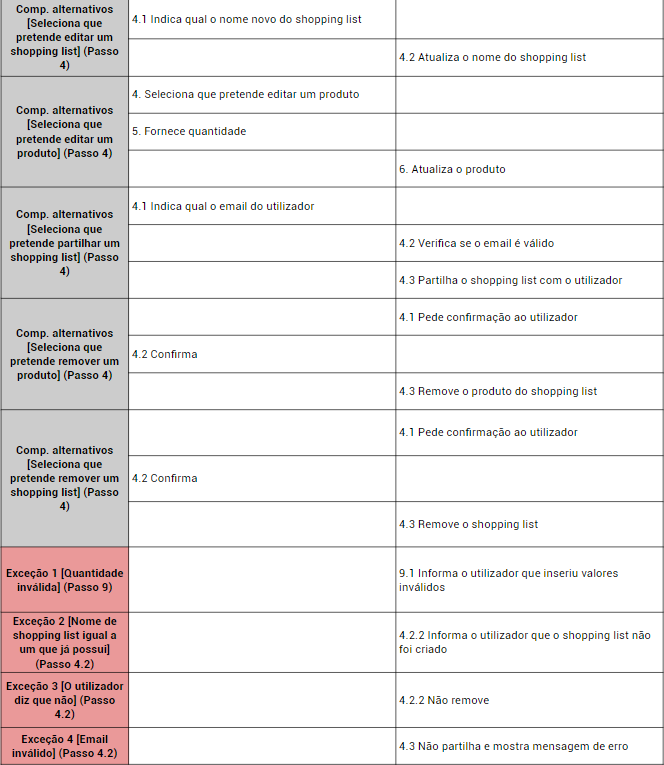 Comp. alternativos
[Seleciona que
pretende editar um
shopping list] (Passo
4)
4.1 Indica qual o nome novo do shopping list
4.2 Atualiza o nome do shopping list
Comp. alternativos
[Seleciona que
pretende editar um
produto] (Passo 4)
4. Seleciona que pretende editar um produto
5. Fornece quantidade
6. Atualiza o produto
Comp. alternativos
[Seleciona que
pretende partilhar um
shopping list] (Passo
4)
4.1 Indica qual o email do utilizador
4.2 Verifica se o email é válido
4.3 Partilha o shopping list com o utilizador
Comp. alternativos
[Seleciona que
pretende remover um
produto] (Passo 4)
4.1 Pede confirmação ao utilizador
4.2 Confirma
4.3 Remove o produto do shopping list
Comp. alternativos
[Seleciona que
pretende remover um
shopping list] (Passo
4)
4.1 Pede confirmação ao utilizador
4.2 Confirma
4.3 Remove o shopping list
Exceção 1 [Quantidade
inválida] (Passo 9)
9.1 Informa o utilizador que inseriu valores
inválidos
Exceção 2 [Nome de
shopping list igual a
um que já possui]
(Passo 4.2)
4.2.2 Informa o utilizador que o shopping list não
foi criado
Exceção 3 [O utilizador
diz que não] (Passo
4.2)
4.2.2 Não remove
Exceção 4 [Email
inválido] (Passo 4.2)
4.3 Não partilha e mostra mensagem de erro